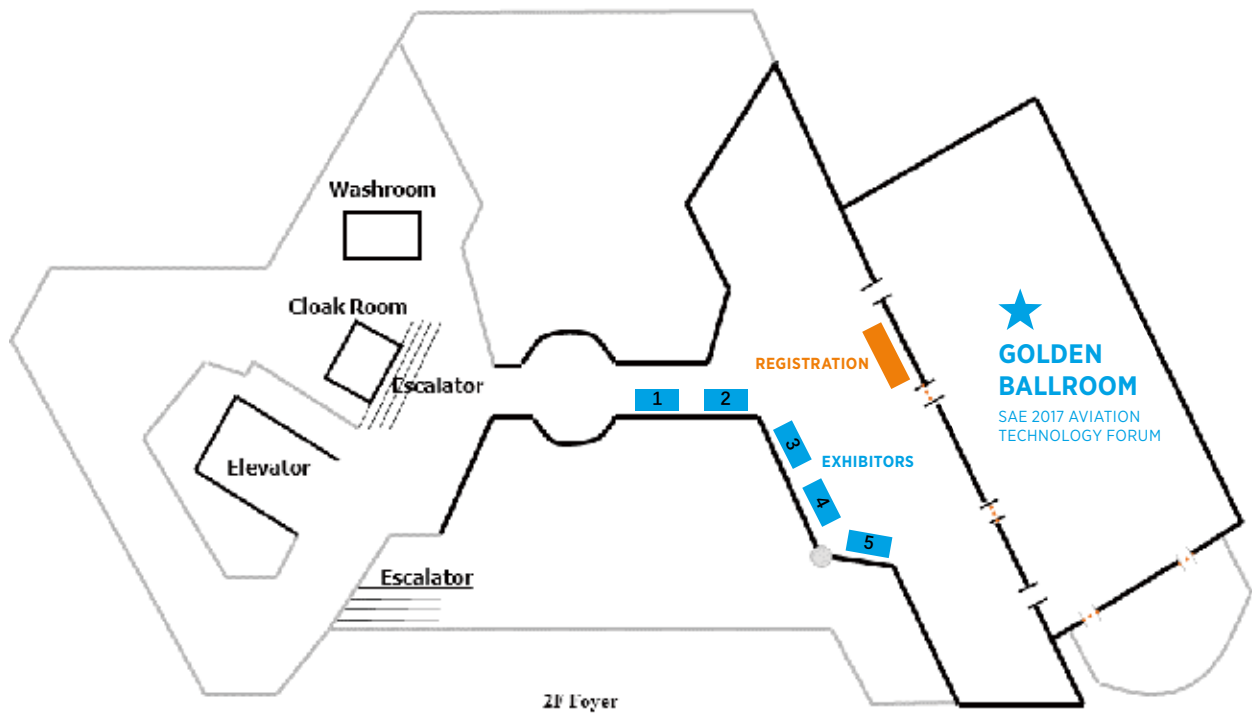 Washroom
Cloak Room
Escalator
Elevator
Escalator
REGISTRATION
1
2
3
4
5
EXHIBITORS
GOLDEN
BALLROOM
SAE 2017 AVIATION
TECHNOLOGY FORUM
2F Foyer